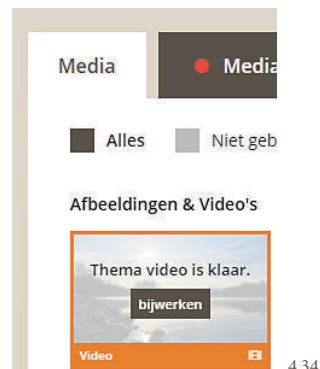 Media Media
Alles Niet geb
Afbeeldingen & Video's
Thema video is klaar.
bijwerken
Video
4.34